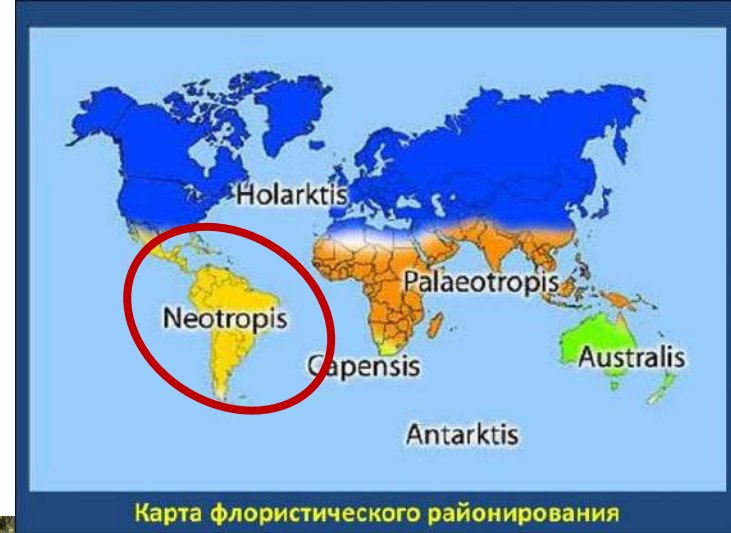 Holarktis
Palaeotropis
Neotropis
Capensis
Australis
Antarktis
Карта флористического районирования